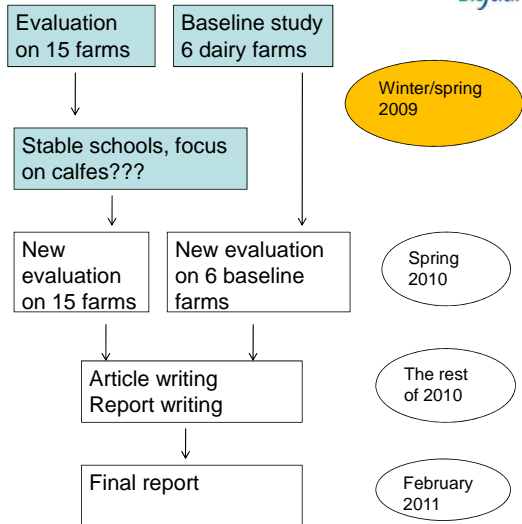 Evaluation
on 15 farms
Baseline study
6 dairy farms
Winter/spring
2009
Stable schools, focus
on calfes???
New
evaluation
on 15 farms
New evaluation
on 6 baseline
farms
Spring
2010
Article writing
Report writing
The rest
of 2010
Final report
February
2011